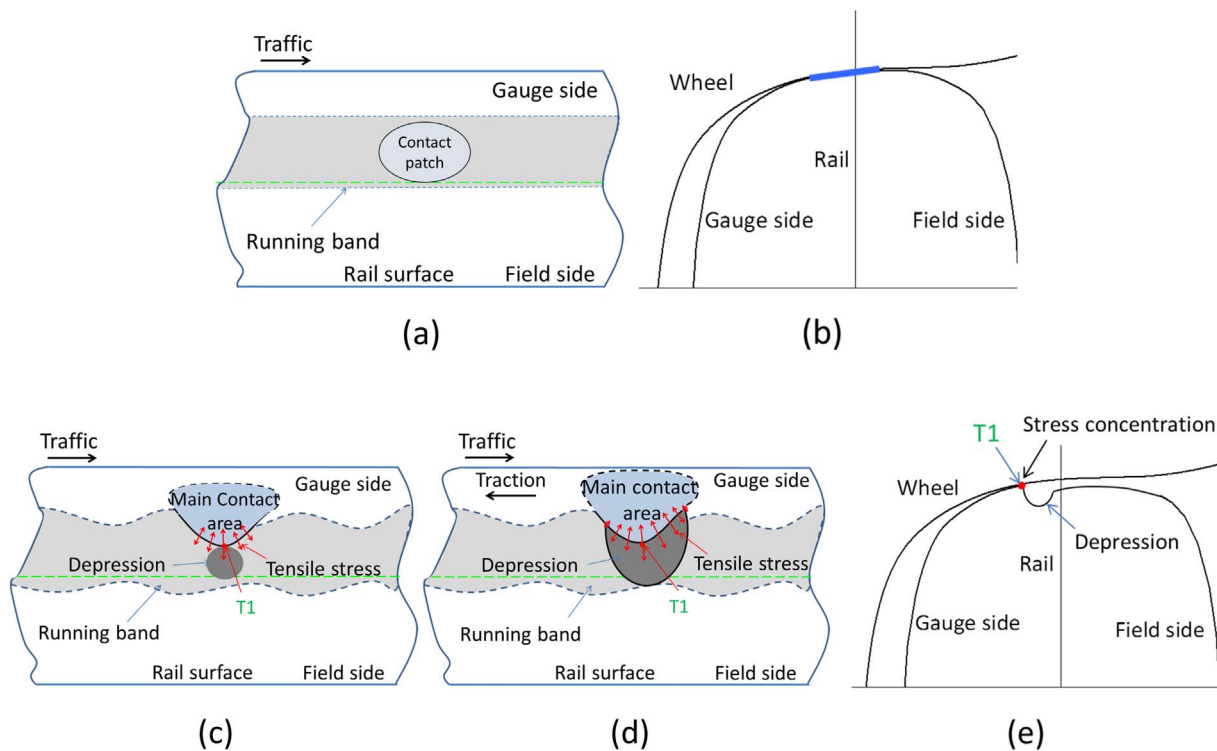 Traffic
Gauge side
Contact
patch
Running band
Rail surface
Field side
(a)
Wheel
Rail
Gauge side
Field side
(b)
Traffic
Gauge side
Main Contact
area
Depression
Tensile stress
T1
Running band
Rail surface
Field side
(c)
Traffic
Traction
Gauge side
Main contact
area
Depression
Tensile stress
T1
Running band
Rail surface
Field side
(d)
T1
Stress concentration
Wheel
Depression
Rail
Gauge side
Field side
(e)